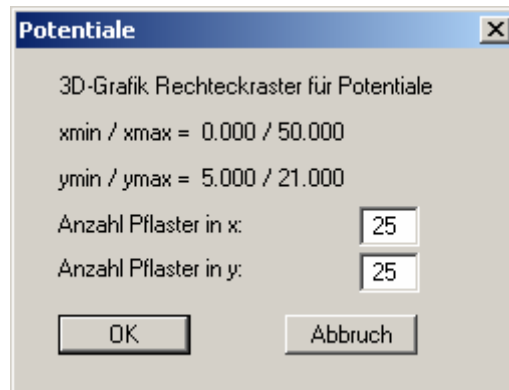 Potentiale
3D-Grafik Rechteckraster für Potentiale
xmin / xmax = 0.000 / 50.000
ymin / ymax = 5.000 / 21.000
Anzahl Pflaster in x: 25
Anzahl Pflaster in y: 25
OK Abbruch